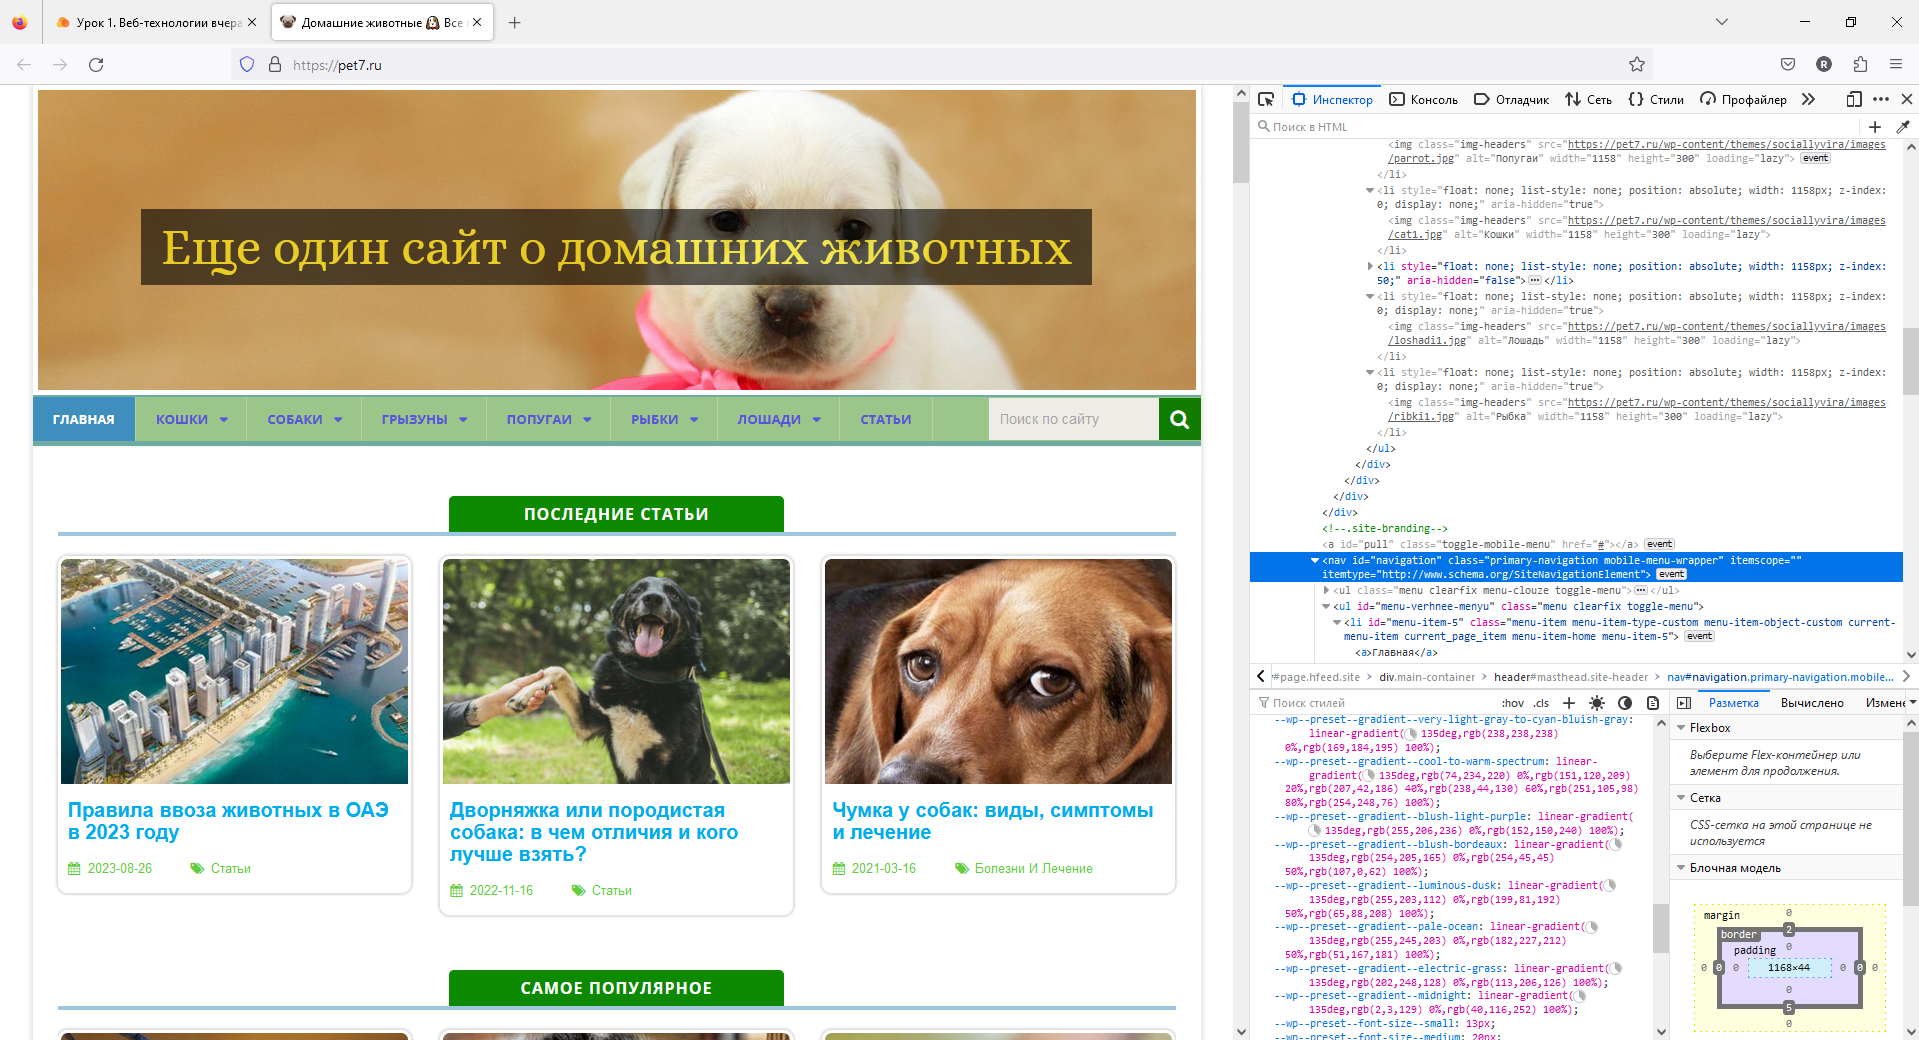 Урок 1. Веб-технологии вчера
Домашние животные Все
https://pet7.ru
R
Еще один сайт о домашних животных
ГЛАВНАЯ КОШКИ СОБАКИ ГРЫЗУНЫ ПОПУГАИ РЫБКИ ЛОШАДИ СТАТЬИ Поиск по сайту
ПОСЛЕДНИЕ СТАТЬИ
Правила ввоза животных в ОАЭ
в 2023 году
2023-08-26 Статьи
Дворняжка или породистая
собака: в чем отличия и кого
лучше взять?
2022-11-16 Статьи
Чумка у собак: виды, симптомы
и лечение
2021-03-16 Болезни И Лечение
САМОЕ ПОПУЛЯРНОЕ
Инспектор Консоль Отладчик Сеть Стили Профайлер
Поиск в HTML
<img class="img-headers" src="https://pet7.ru/wp-content/themes/sociallyvira/images
/parrot.jpg" alt="Попугаи" width="1158" height="300" loading="lazy"> event
</li>
<li style="float: none; list-style: none; position: absolute; width: 1158px; z-index:
0; display: none;" aria-hidden="true">
<img class="img-headers" src="https://pet7.ru/wp-content/themes/sociallyvira/images
/cat1.jpg" alt="Кошки" width="1158" height="300" loading="lazy">
</li>
<li style="float: none; list-style: none; position: absolute; width: 1158px; z-index:
50;" aria-hidden="false"></li>
<li style="float: none; list-style: none; position: absolute; width: 1158px; z-index:
0; display: none;" aria-hidden="true">
<img class="img-headers" src="https://pet7.ru/wp-content/themes/sociallyvira/images
/loshadi1.jpg" alt="Лошадь" width="1158" height="300" loading="lazy">
</li>
<li style="float: none; list-style: none; position: absolute; width: 1158px; z-index:
0; display: none;" aria-hidden="true">
<img class="img-headers" src="https://pet7.ru/wp-content/themes/sociallyvira/images
/ribki1.jpg" alt="Рыбка" width="1158" height="300" loading="lazy">
</li>
</ul>
</div>
</div>
</div>
</div>
<!--.site-branding-->
<a id="pull" class="toggle-mobile-menu" href="#"></a> event
<nav id="navigation" class="primary-navigation mobile-menu-wrapper" itemscope=""
itemtype="http://www.schema.org/SiteNavigationElement"> event
<ul class="menu clearfix menu-clouze toggle-menu"></ul>
<ul id="menu-verhnee-menyu" class="menu clearfix toggle-menu">
<li id="menu-item-5" class="menu-item menu-item-type-custom menu-item-object-custom current-
menu-item current_page_item menu-item-home menu-item-5"> event
<a>Главная</a>
#page.hfeed.site div.main-container header#masthead.site-header nav#navigation.primary-navigation.mobile...
Поиск стилей :hov .cls
--wp--preset--gradient--very-light-gray-to-cyan-bluish-gray:
linear-gradient( 135deg,rgb(238,238,238)
0%,rgb(169,184,195) 100%);
--wp--preset--gradient--cool-to-warm-spectrum: linear-
gradient( 135deg,rgb(74,234,220) 0%,rgb(151,120,209)
20%,rgb(207,42,186) 40%,rgb(238,44,130) 60%,rgb(251,105,98)
80%,rgb(254,248,76) 100%);
--wp--preset--gradient--blush-light-purple: linear-gradient(
135deg,rgb(255,206,236) 0%,rgb(152,150,240) 100%);
--wp--preset--gradient--blush-bordeaux: linear-gradient(
135deg,rgb(254,205,165) 0%,rgb(254,45,45)
50%,rgb(107,0,62) 100%);
--wp--preset--gradient--luminous-dusk: linear-gradient(
135deg,rgb(255,203,112) 0%,rgb(199,81,192)
50%,rgb(65,88,208) 100%);
--wp--preset--gradient--pale-ocean: linear-gradient(
135deg,rgb(255,245,203) 0%,rgb(182,227,212)
50%,rgb(51,167,181) 100%);
--wp--preset--gradient--electric-grass: linear-gradient(
135deg,rgb(202,248,128) 0%,rgb(113,206,126) 100%);
--wp--preset--gradient--midnight: linear-gradient(
135deg,rgb(2,3,129) 0%,rgb(40,116,252) 100%);
--wp--preset--font-size--small: 13px;
--wp--preset--font-size--medium: 20px;
Разметка Вычислено Измене
Flexbox
Выберите Flex-контейнер или
элемент для продолжения.
Сетка
CSS-сетка на этой странице не
используется
Блочная модель
margin 0
border 2
padding 0
0 0 0 1168×44 0 0 0
0
5
0